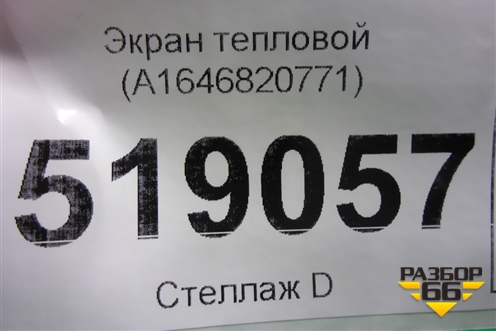 Экран тепловой
(A1646820771)
519057
Стеллаж D
РАЗБОР
66